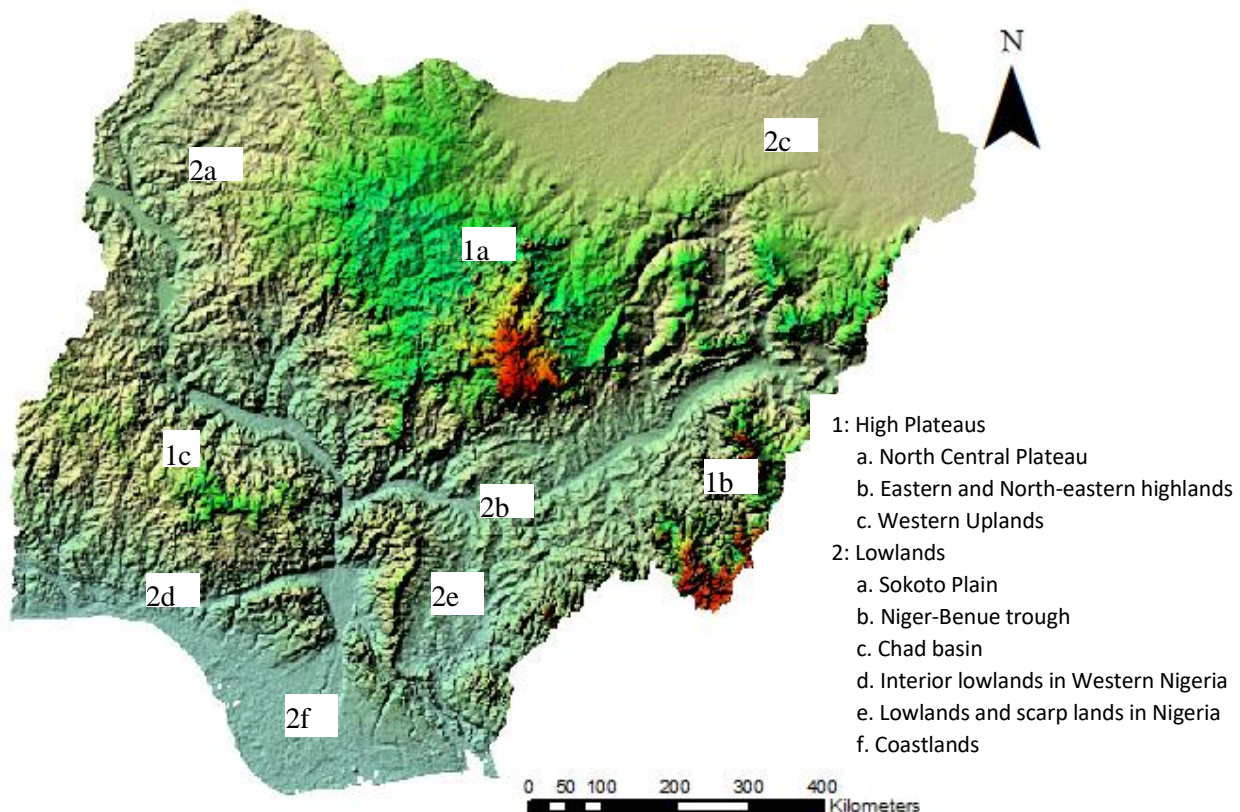 N
2c
2a
1a
1c
1b
2b
2d
2e
2f
1: High Plateaus
a. North Central Plateau
b. Eastern and North-eastern highlands
c. Western Uplands
2: Lowlands
a. Sokoto Plain
b. Niger-Benue trough
c. Chad basin
d. Interior lowlands in Western Nigeria
e. Lowlands and scarp lands in Nigeria
f. Coastlands
0 50 100 200 300 400
Kilometers